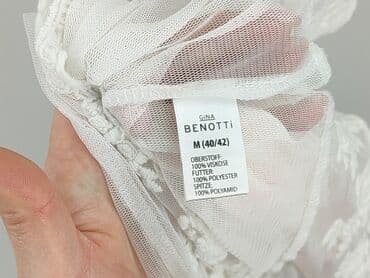 GINA
BENOTTI
M (40/42)
OBERSTOFF:
100% VISKOSE
FUTTER:
100% POLYESTER
SPITZE:
100% POLYAMID